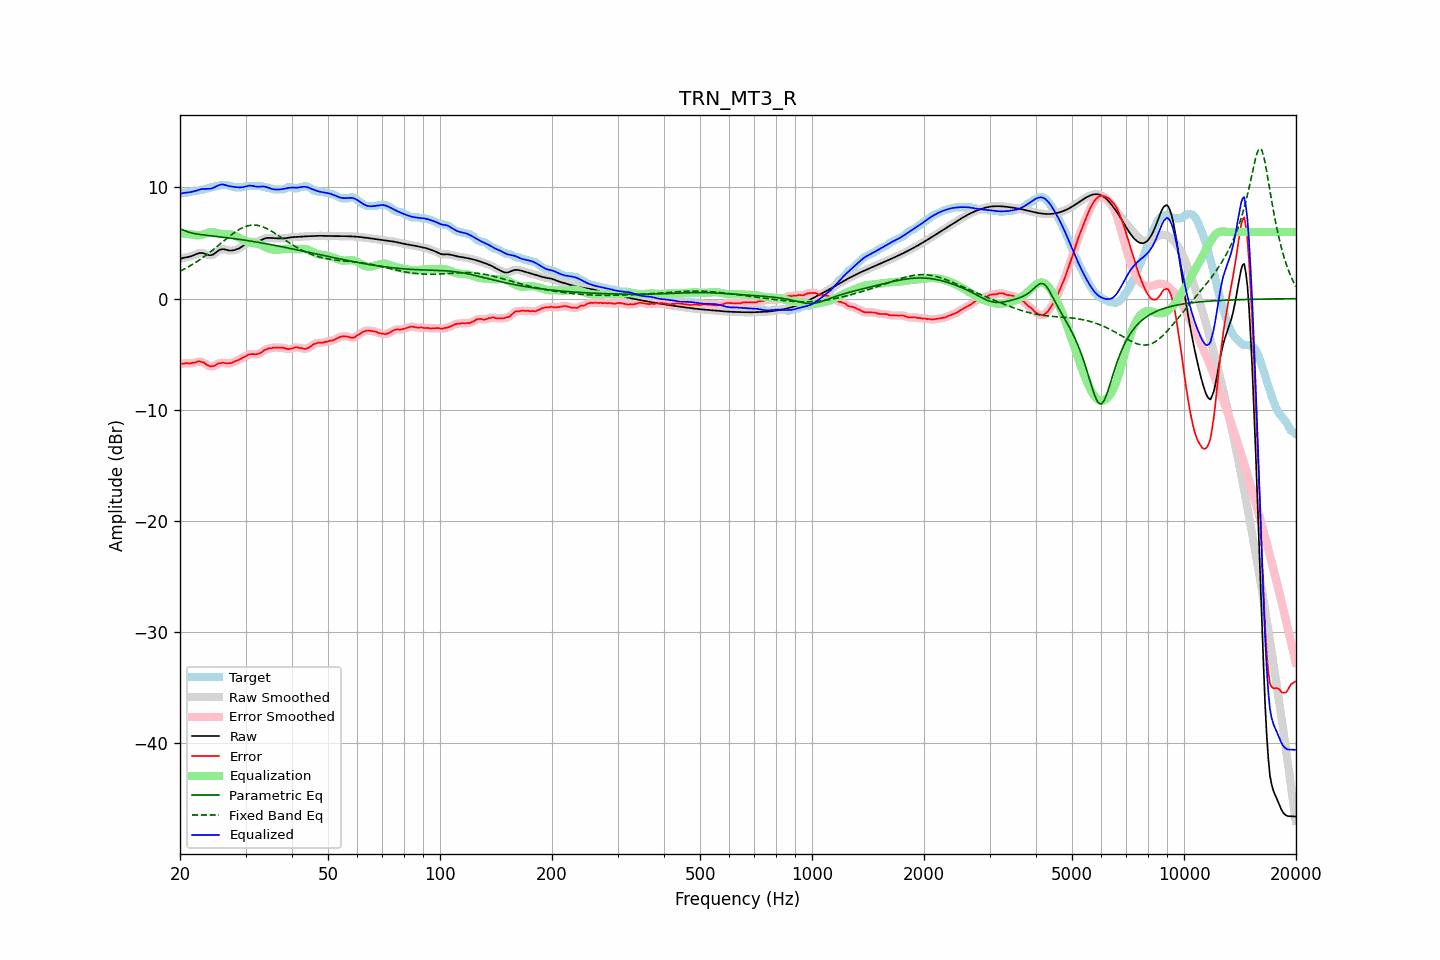 TRN_MT3_R
Amplitude (dBr)
10
0
−10
−20
−30
−40
Target
Raw Smoothed
Error Smoothed
Raw
Error
Equalization
Parametric Eq
Fixed Band Eq
Equalized
20 50 100 200 500 1000 2000 5000 10000 20000
Frequency (Hz)